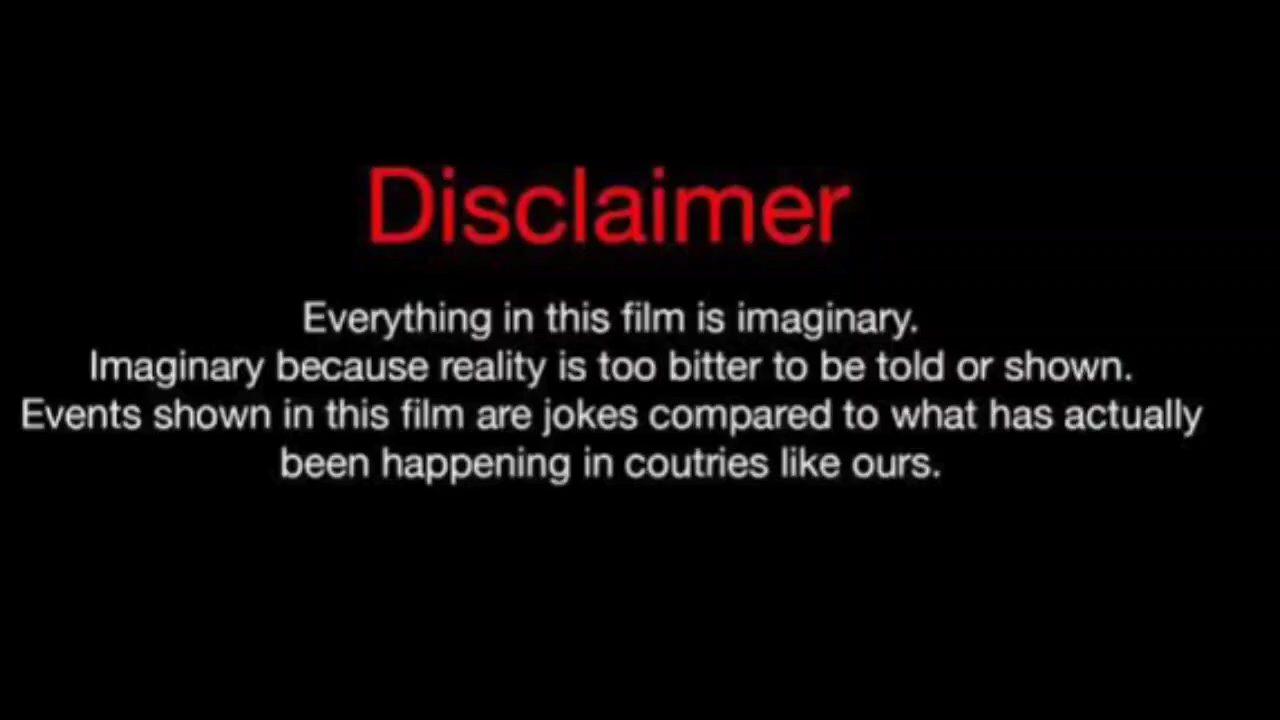 Disclaimer
Everything in this film is imaginary.
Imaginary because reality is too bitter to be told or shown.
Events shown in this film are jokes compared to what has actually
been happening in coutries like ours.